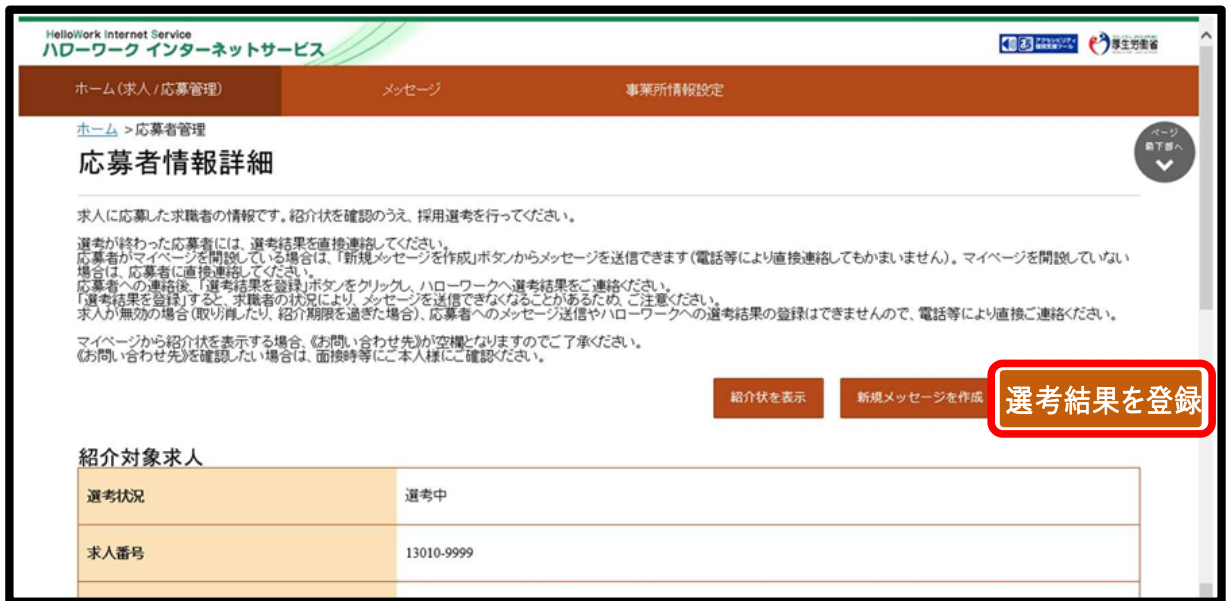 HelloWork Internet Service
ハローワーク インターネットサービス
厚生労働省
ホーム(求人/応募管理)
メッセージ
事業所情報設定
ホーム >応募者管理
ページ
最下部へ
応募者情報詳細
求人に応募した求職者の情報です。紹介状を確認のうえ、採用選考を行ってください。
選考が終わった応募者には、選考結果を直接連絡してください。
応募者がマイページを開設している場合は、「新規メッセージを作成」ボタンからメッセージを送信できます(電話等により直接連絡してもかまいません)。マイページを開設していない
場合は、応募者に直接連絡してください。
応募者への連絡後、「選考結果を登録」ボタンをクリックし、ハローワークへ選考結果をご連絡ください。
「選考結果を登録」すると、求職者の状況により、メッセージを送信できなくなることがあるため、ご注意ください。
求人が無効の場合(取り消したり、紹介期限を過ぎた場合)、応募者へのメッセージ送信やハローワークへの選考結果の登録はできませんので、電話等により直接ご連絡ください。
マイページから紹介状を表示する場合、《お問い合わせ先》が空欄となりますのでご了承ください。
《お問い合わせ先》を確認したい場合は、面接時等にご本人様にご確認ください。
紹介状を表示
新規メッセージを作成
選考結果を登録
紹介対象求人
選考状況
選考中
求人番号
13010-9999